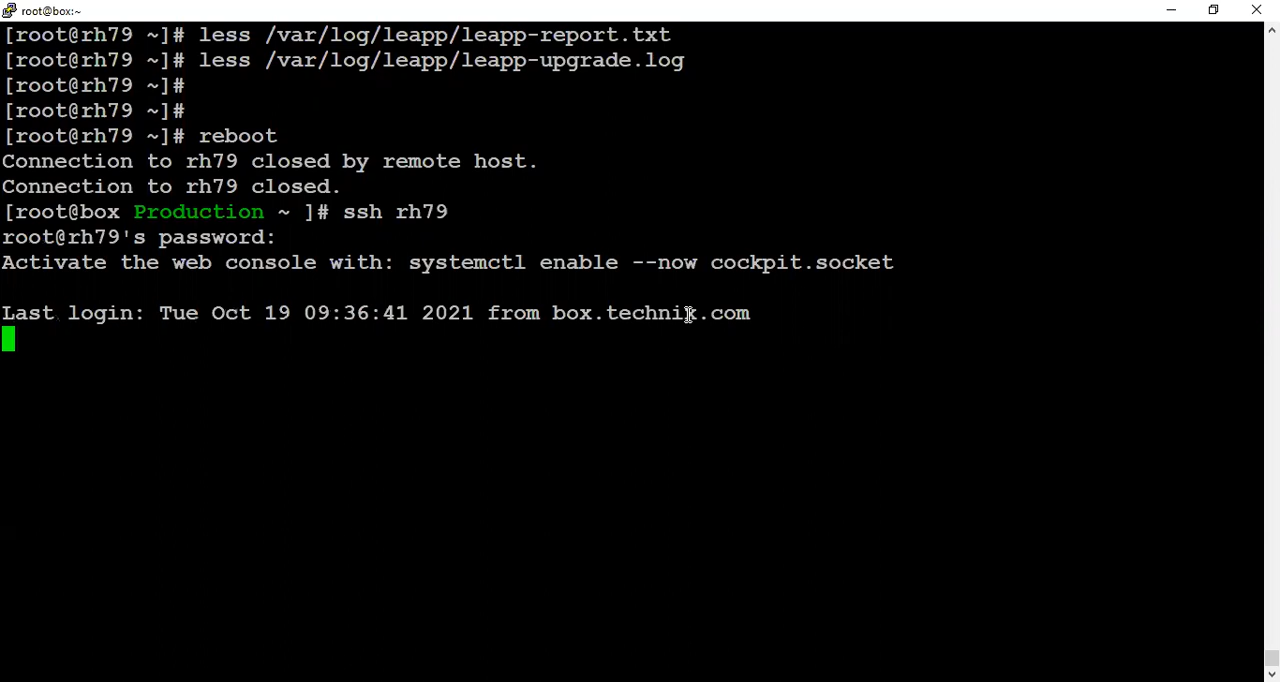 root@box:~
[root@rh79 ~]# less /var/log/leapp/leapp-report.txt
[root@rh79 ~]# less /var/log/leapp/leapp-upgrade.log
[root@rh79 ~]#
[root@rh79 ~]#
[root@rh79 ~]# reboot
Connection to rh79 closed by remote host.
Connection to rh79 closed.
[root@box Production ~ ]# ssh rh79
root@rh79's password:
Activate the web console with: systemctl enable --now cockpit.socket
Last login: Tue Oct 19 09:36:41 2021 from box.technix.com